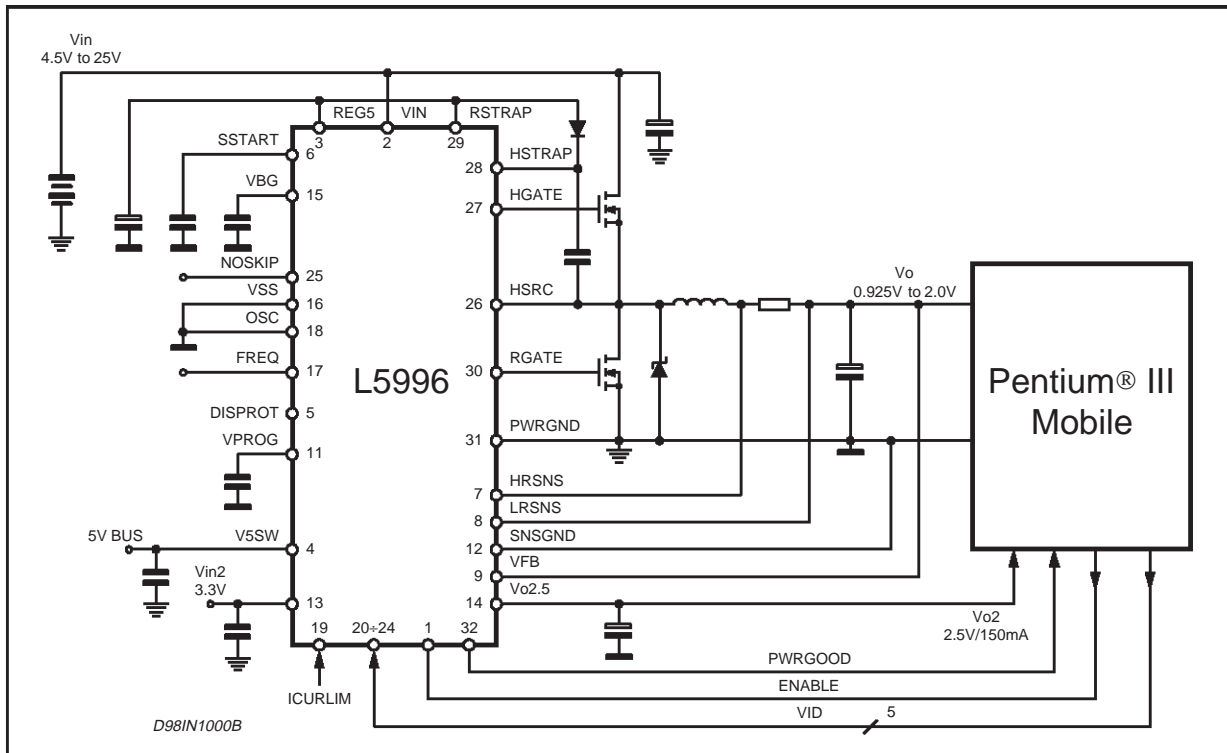 Vin
4.5V to 25V
REG5 VIN RSTRAP
3 2 29
SSTART
6
VBG
15
NOSKIP
25
VSS
16
OSC
18
FREQ
17
DISPROT
5
VPROG
11
5V BUS
V5SW
4
Vin2
3.3V
13
L5996
28
HSTRAP
27
HGATE
26
HSRC
30
RGATE
31
PWRGND
7
HRSNS
8
LRSNS
12
SNSGND
9
VFB
14
Vo2.5
Vo
0.925V to 2.0V
Pentium® III
Mobile
19 20÷24 1 32
Vo2
2.5V/150mA
PWRGOOD
ENABLE
ICURLIM
VID
5
D98IN1000B